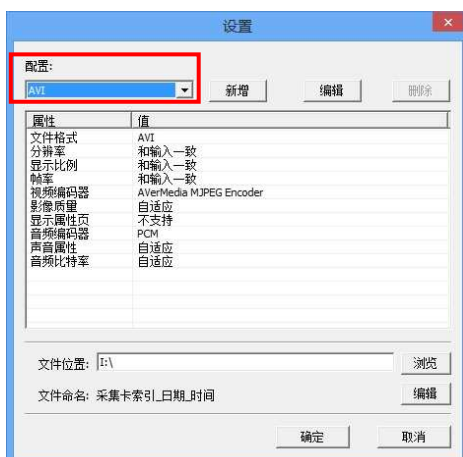 设置
配置:
AVI 新增 编辑 删除
属性 值
文件格式 AVI
分辨率 和输入一致
显示比例 和输入一致
帧率 和输入一致
视频编码器 AVerMedia MJPEG Encoder
影像质量 自适应
显示属性页 不支持
音频编码器 PCM
声音属性 自适应
音频比特率 自适应
文件位置: I:\ 浏览
文件命名: 采集卡索引_日期_时间 编辑
确定 取消